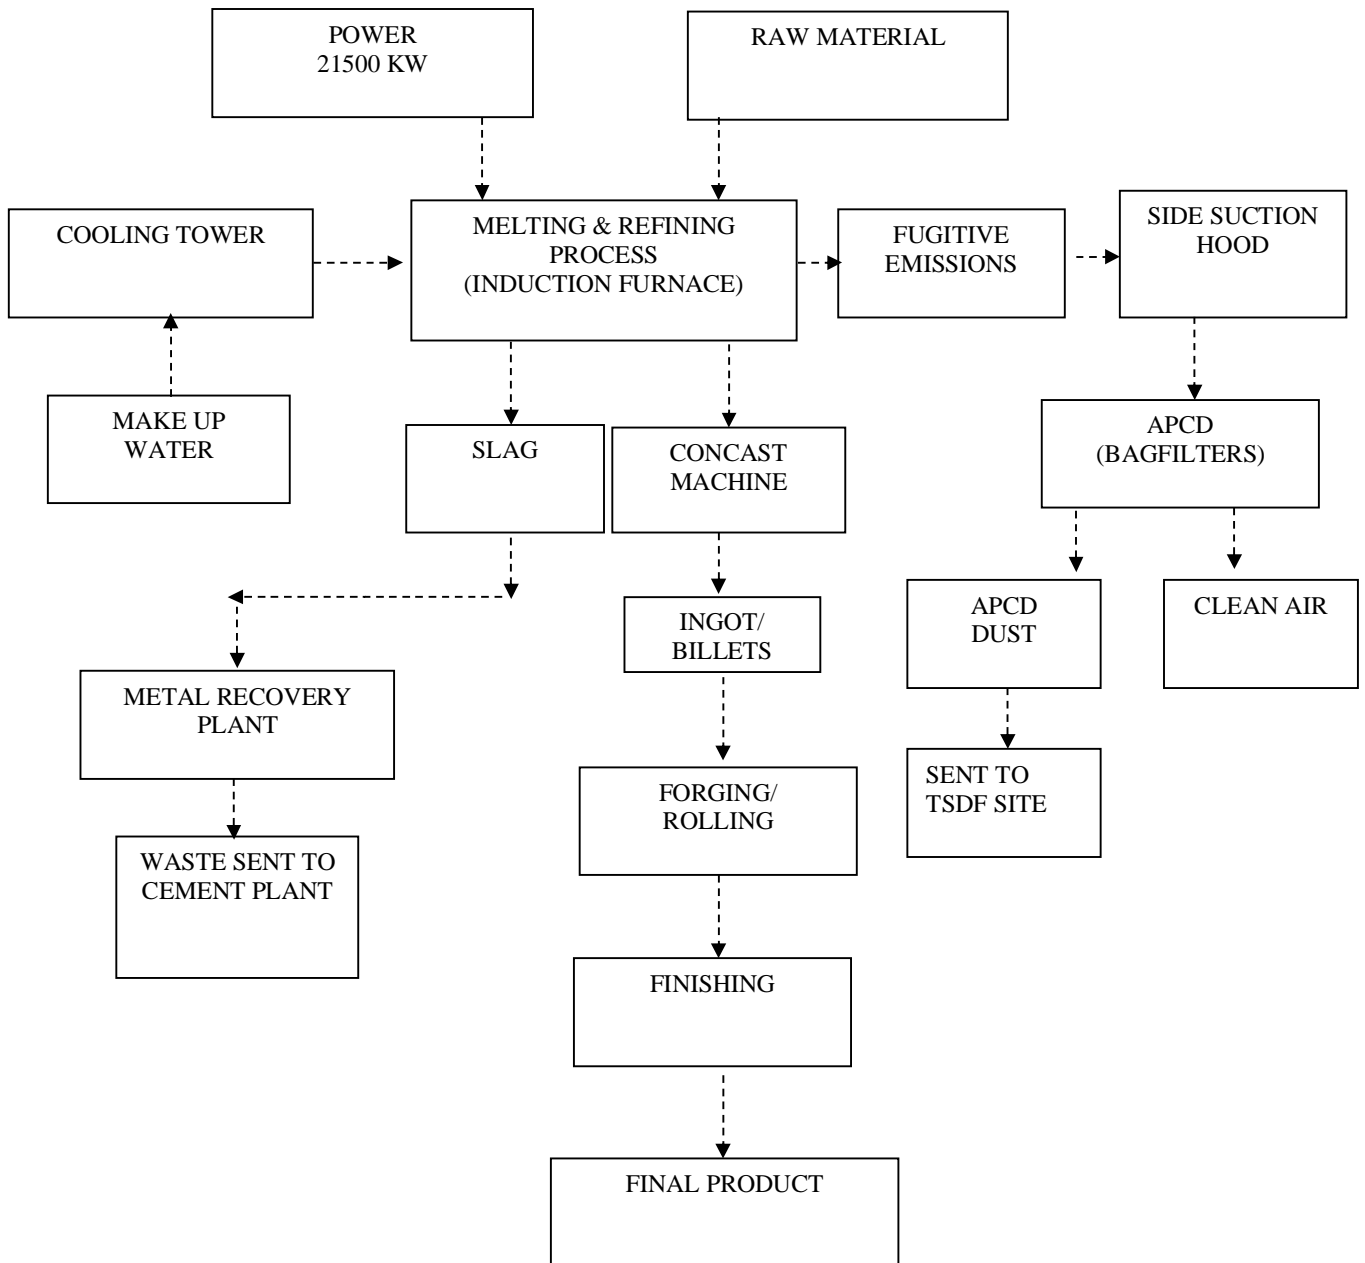 POWER
21500 KW
RAW MATERIAL
COOLING TOWER
MELTING & REFINING
PROCESS
(INDUCTION FURNACE)
FUGITIVE
EMISSIONS
SIDE SUCTION
HOOD
MAKE UP
WATER
SLAG
CONCAST
MACHINE
APCD
(BAGFILTERS)
INGOT/
BILLETS
APCD
DUST
CLEAN AIR
METAL RECOVERY
PLANT
FORGING/
ROLLING
SENT TO
TSDF SITE
WASTE SENT TO
CEMENT PLANT
FINISHING
FINAL PRODUCT